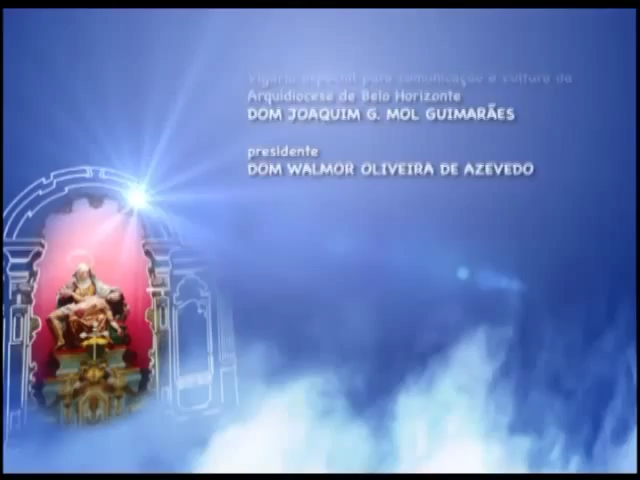 Vigário especial para comunicação e cultura da
Arquidiocese de Belo Horizonte
DOM JOAQUIM G. MOL GUIMARÃES
presidente
DOM WALMOR OLIVEIRA DE AZEVEDO